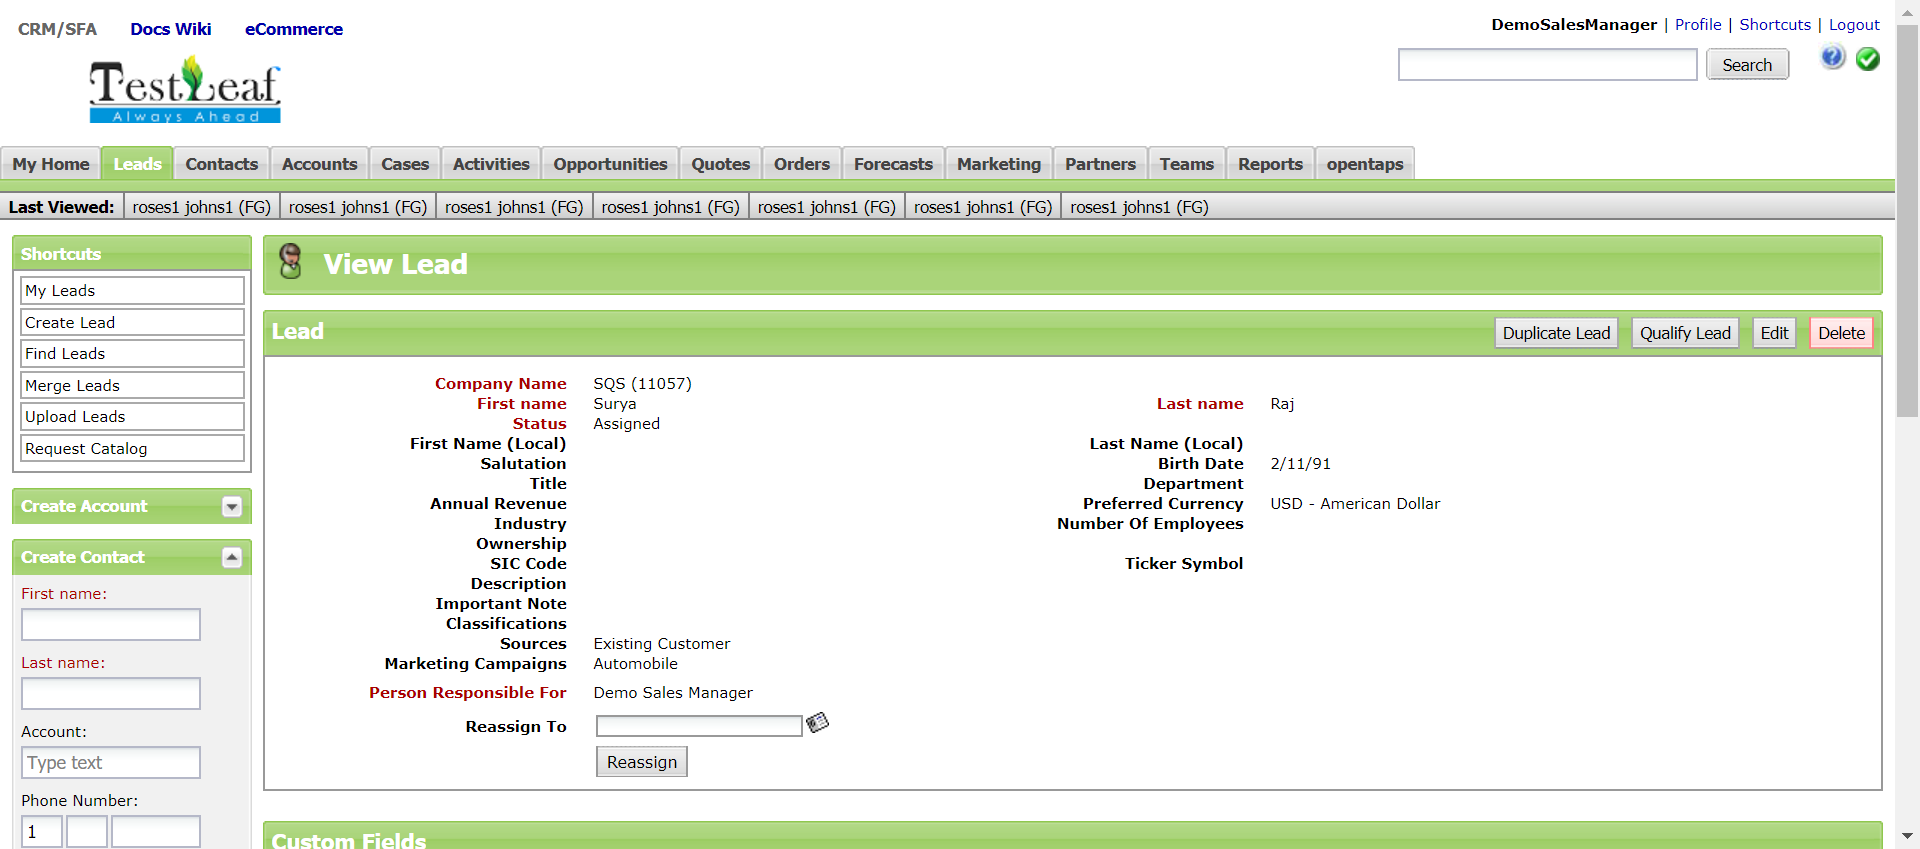 CRM/SFA Docs Wiki eCommerce
DemoSalesManager | Profile | Shortcuts | Logout
TestLeaf
Always Ahead
Search
My Home Leads Contacts Accounts Cases Activities Opportunities Quotes Orders Forecasts Marketing Partners Teams Reports opentaps
Last Viewed: roses1 johns1 (FG) roses1 johns1 (FG) roses1 johns1 (FG) roses1 johns1 (FG) roses1 johns1 (FG) roses1 johns1 (FG) roses1 johns1 (FG)
Shortcuts
My Leads
Create Lead
Find Leads
Merge Leads
Upload Leads
Request Catalog
Create Account
Create Contact
First name:
Last name:
Account:
Type text
Phone Number:
1
View Lead
Lead
Duplicate Lead Qualify Lead Edit Delete
Company Name SQS (11057)
First name Surya Last name Raj
Status Assigned
First Name (Local) Last Name (Local)
Salutation Birth Date 2/11/91
Title Department
Annual Revenue Preferred Currency USD - American Dollar
Industry Number Of Employees
Ownership
SIC Code Ticker Symbol
Description
Important Note
Classifications
Sources Existing Customer
Marketing Campaigns Automobile
Person Responsible For Demo Sales Manager
Reassign To
Reassign
Custom Fields